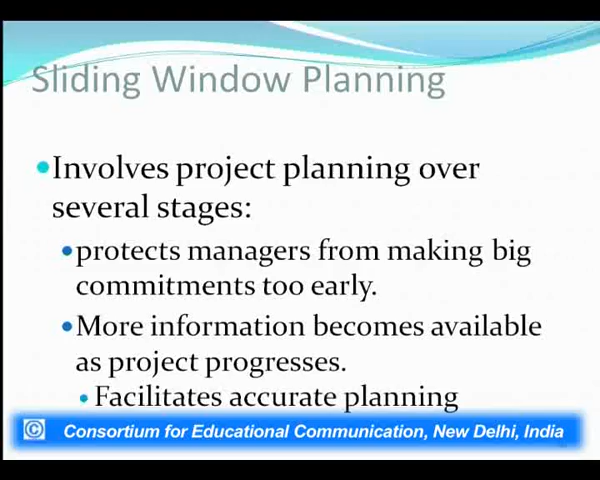 Sliding Window Planning
Involves project planning over
several stages:
protects managers from making big
commitments too early.
More information becomes available
as project progresses.
Facilitates accurate planning
© Consortium for Educational Communication, New Delhi, India